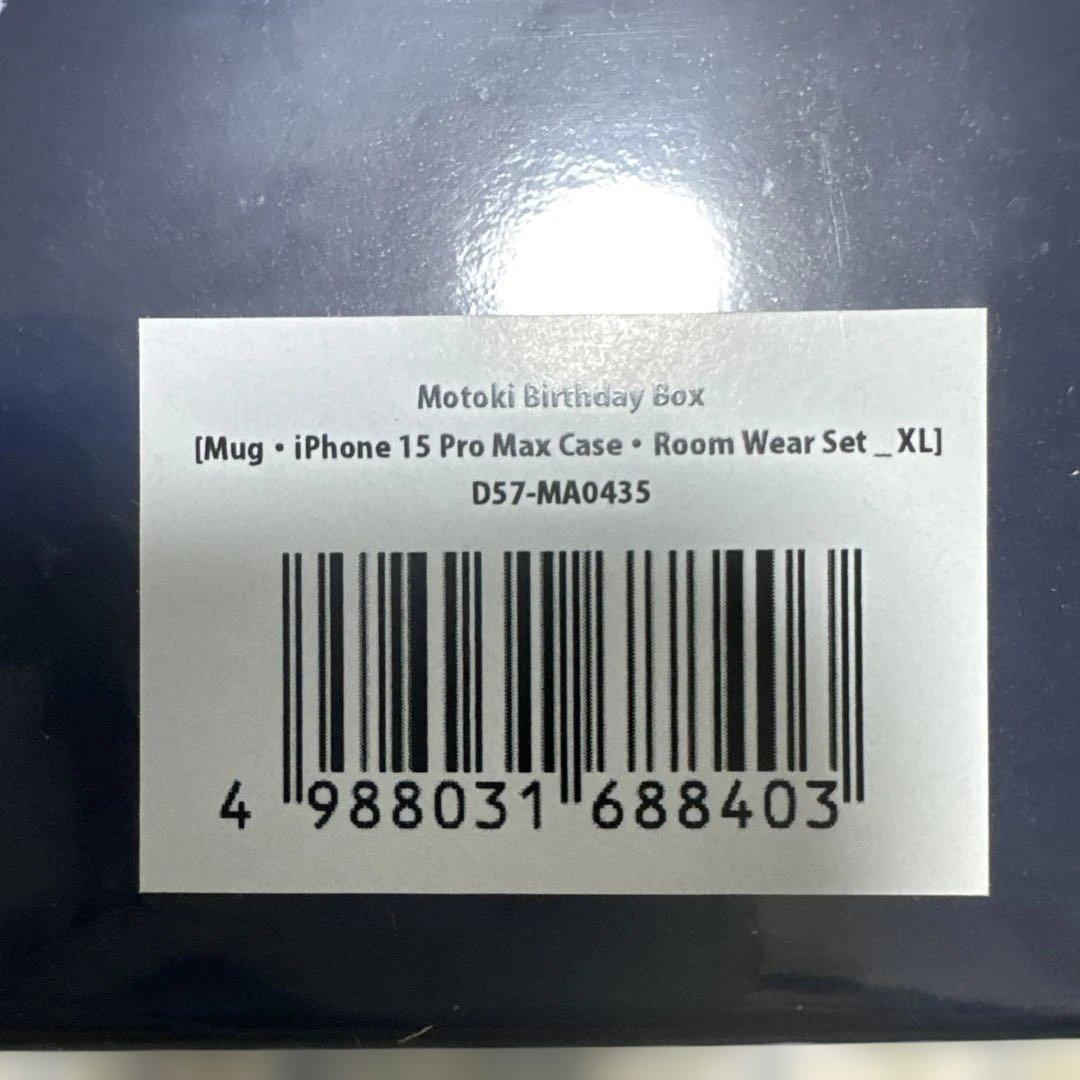 Motoki Birthday Box
[Mug・iPhone 15 Pro Max Case・Room Wear Set _ XL]
D57-MA0435
4 988031 688403